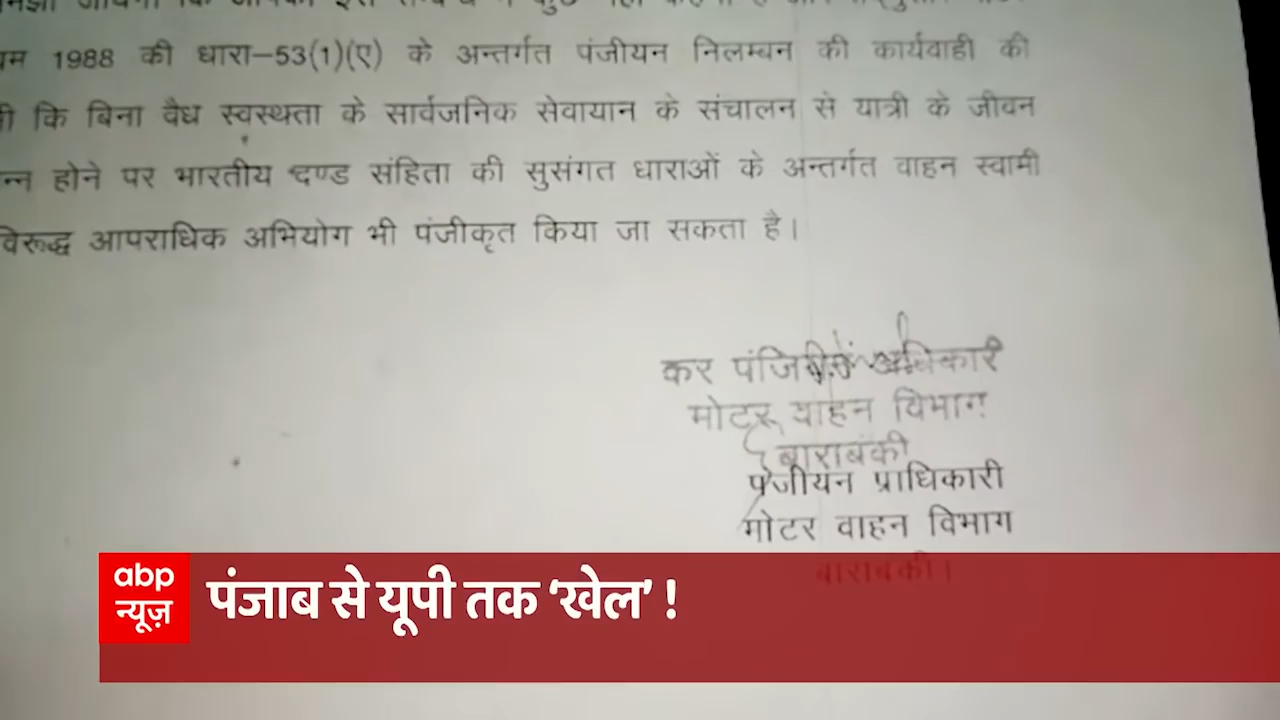 1988 की धारा-53(1)(ए) के अन्तर्गत पंजीयन निलम्बन की कार्यवाही की
कि बिना वैध स्वस्थता के सार्वजनिक सेवायान के संचालन से यात्री के जीवन
होने पर भारतीय दण्ड संहिता की सुसंगत धाराओं के अन्तर्गत वाहन स्वामी
विरूद्ध आपराधिक अभियोग भी पंजीकृत किया जा सकता है।
कर अधिकारी
मोटर वाहन विभाग
बाराबंकी
पंजीयन प्राधिकारी
मोटर वाहन विभाग
बाराबंकी।
abp
न्यूज़
पंजाब से यूपी तक ‘खेल’ !